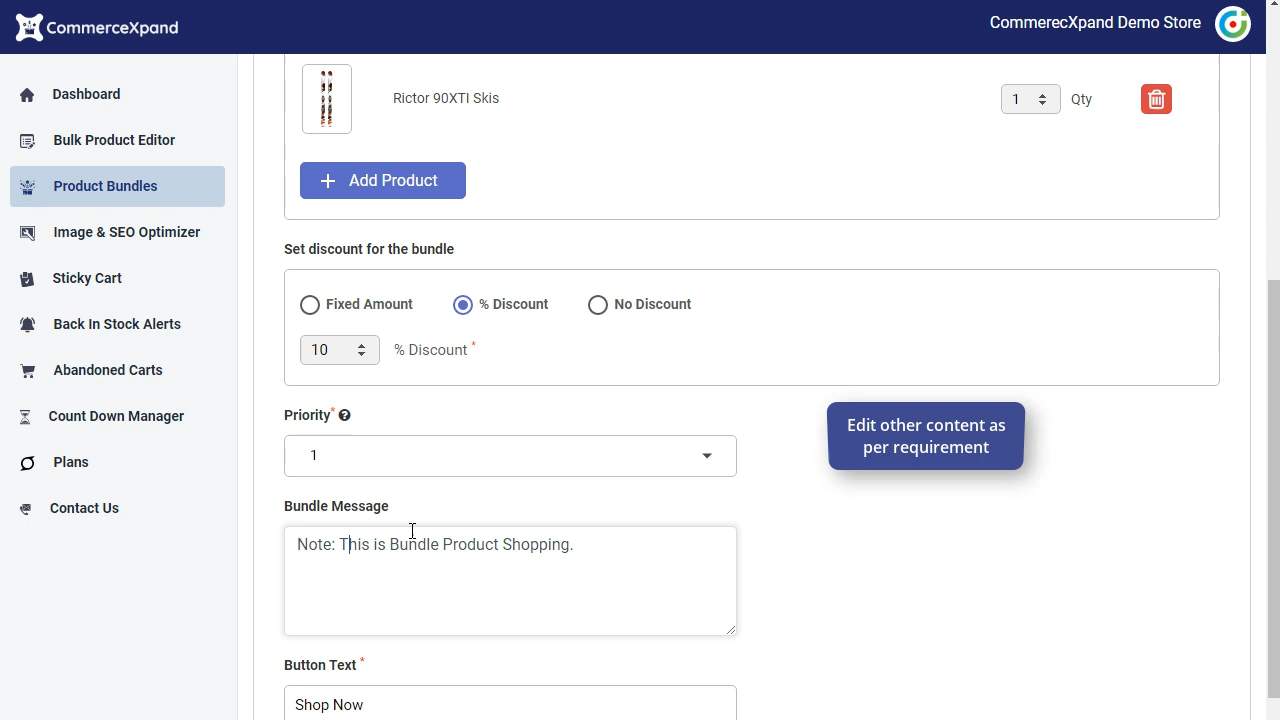 CommerceXpand
CommerecXpand Demo Store
Dashboard
Bulk Product Editor
Product Bundles
Image & SEO Optimizer
Sticky Cart
Back In Stock Alerts
Abandoned Carts
Count Down Manager
Plans
Contact Us
Rictor 90XTI Skis
1
Qty
+ Add Product
Set discount for the bundle
Fixed Amount
% Discount
No Discount
10
% Discount *
Priority* ?
1
Edit other content as
per requirement
Bundle Message
Note: This is Bundle Product Shopping.
Button Text *
Shop Now